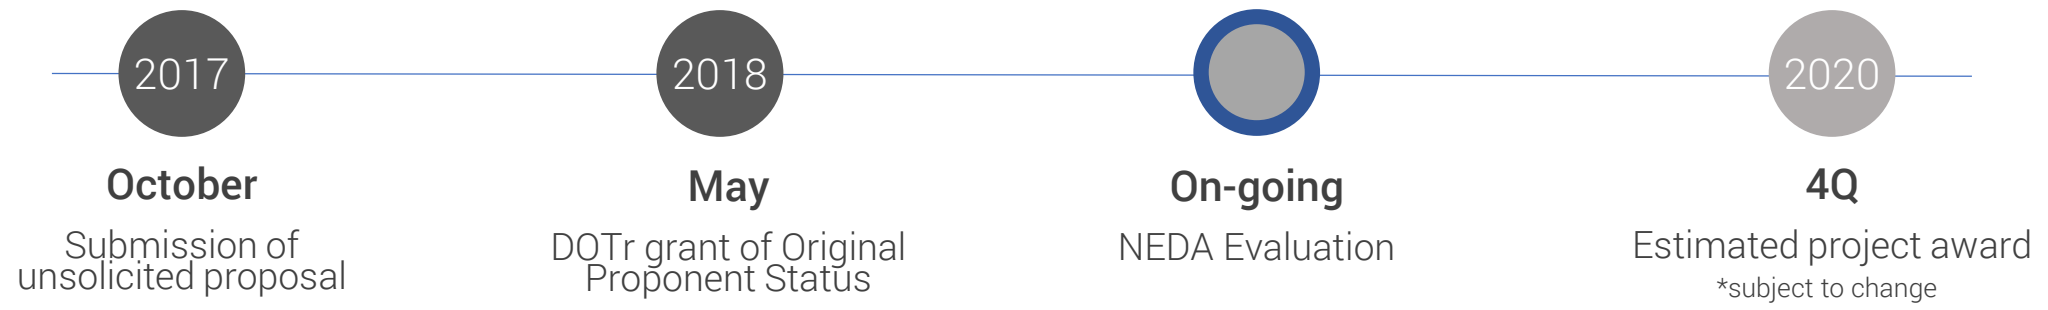 2017
October
Submission of
unsolicited proposal
2018
May
DOTr grant of Original
Proponent Status
On-going
NEDA Evaluation
2020
4Q
Estimated project award
*subject to change